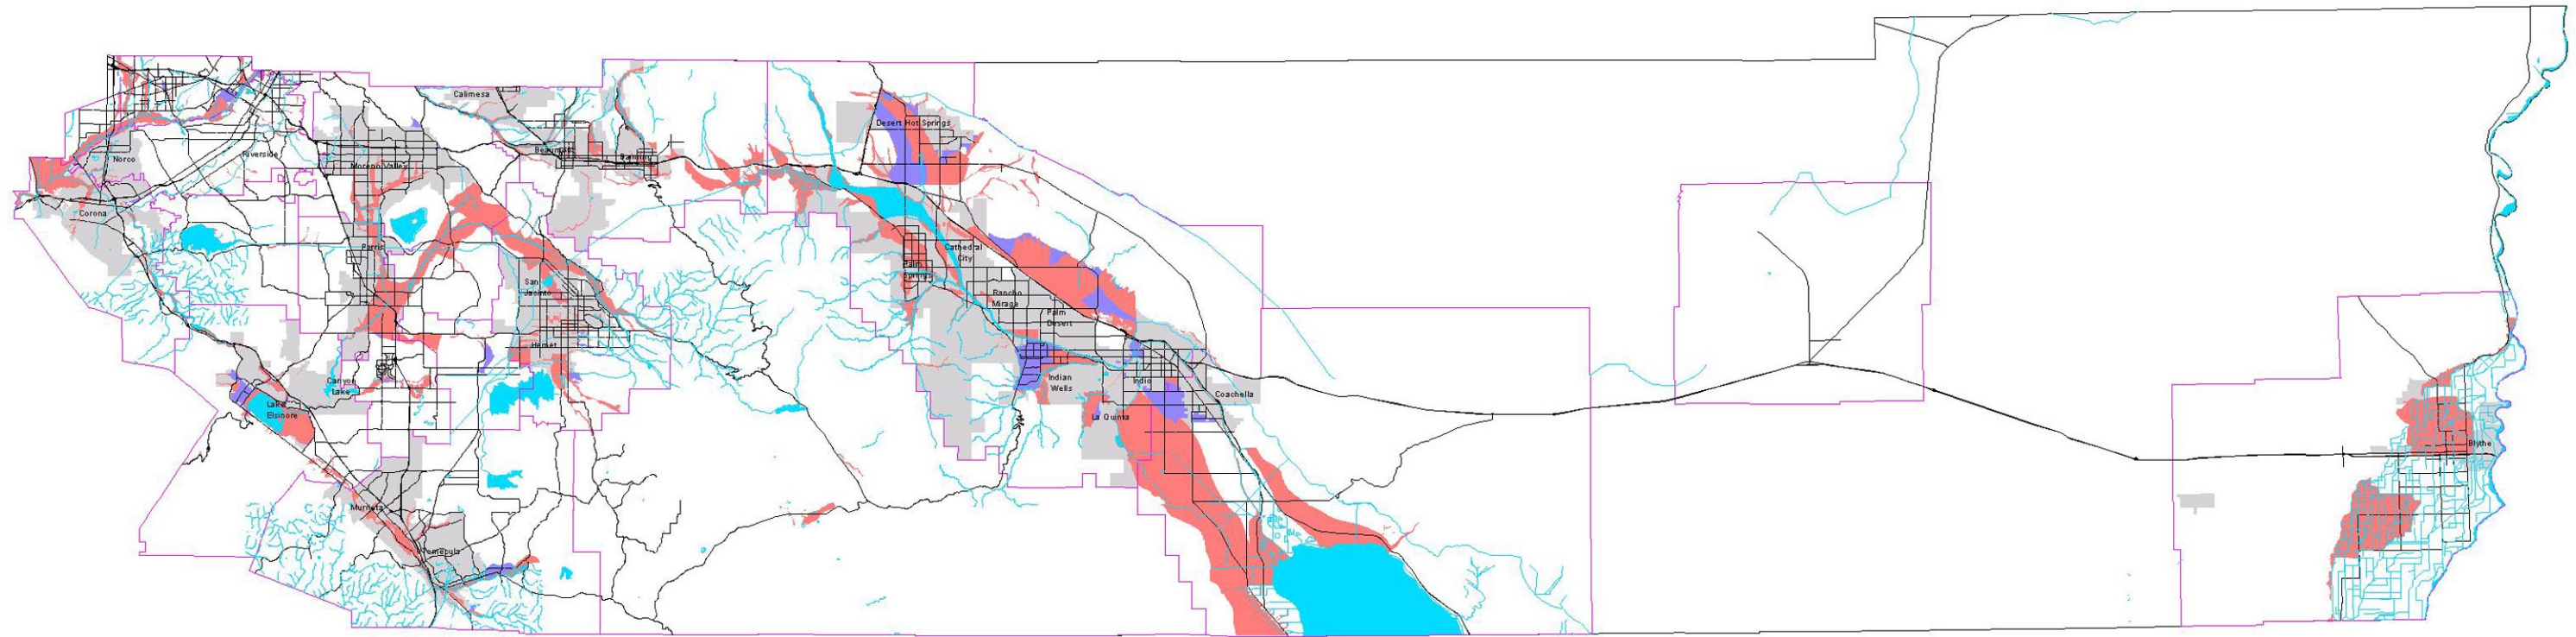 Calimesa
Desert Hot Springs
Norco
Riverside
Moreno Valley
Beaumont
Banning
Corona
Perris
Cathedral
City
Palm
Springs
San
Jacinto
Rancho
Mirage
Palm
Desert
Hemet
Canyon
Lake
Indian
Wells
Indio
Coachella
Lake
Elsinore
La Quinta
Blythe
Murrieta
Temecula